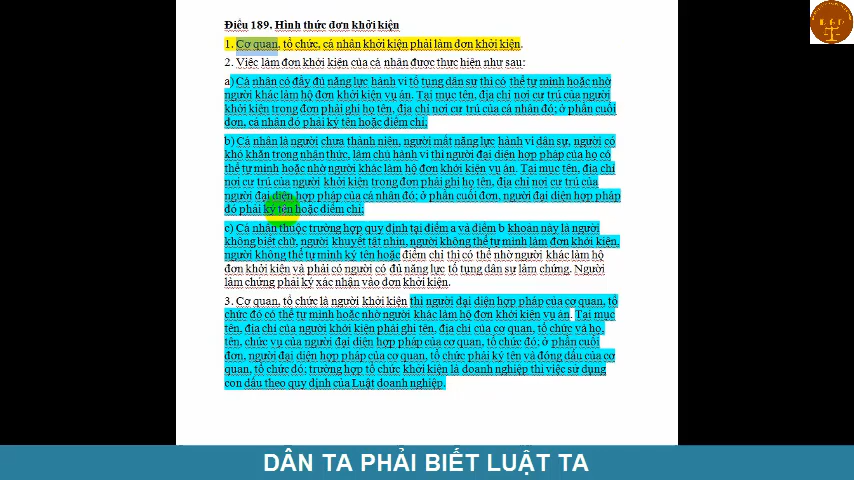 Điều 189. Hình thức đơn khởi kiện
1. Cơ quan, tổ chức, cá nhân khởi kiện phải làm đơn khởi kiện.
2. Việc làm đơn khởi kiện của cá nhân được thực hiện như sau:
a) Cá nhân có đầy đủ năng lực hành vi tố tụng dân sự thì có thể tự mình hoặc nhờ
người khác làm hộ đơn khởi kiện vụ án. Tại mục tên, địa chỉ nơi cư trú của người
khởi kiện trong đơn phải ghi họ tên, địa chỉ nơi cư trú của cá nhân đó; ở phần cuối
đơn, cá nhân đó phải ký tên hoặc điểm chỉ;
b) Cá nhân là người chưa thành niên, người mất năng lực hành vi dân sự, người có
khó khăn trong nhận thức, làm chủ hành vi thì người đại diện hợp pháp của họ có
thể tự mình hoặc nhờ người khác làm hộ đơn khởi kiện vụ án. Tại mục tên, địa chỉ
nơi cư trú của người khởi kiện trong đơn phải ghi họ tên, địa chỉ nơi cư trú của
người đại diện hợp pháp của cá nhân đó; ở phần cuối đơn, người đại diện hợp pháp
đó phải ký tên hoặc điểm chỉ;
c) Cá nhân thuộc trường hợp quy định tại điểm a và điểm b khoản này là người
không biết chữ, người khuyết tật nhìn, người không thể tự mình làm đơn khởi kiện,
người không thể tự mình ký tên hoặc điểm chỉ thì có thể nhờ người khác làm hộ
đơn khởi kiện và phải có người có đủ năng lực tố tụng dân sự làm chứng. Người
làm chứng phải ký xác nhận vào đơn khởi kiện.
3. Cơ quan, tổ chức là người khởi kiện thì người đại diện hợp pháp của cơ quan, tổ
chức đó có thể tự mình hoặc nhờ người khác làm hộ đơn khởi kiện vụ án. Tại mục
tên, địa chỉ của người khởi kiện phải ghi tên, địa chỉ của cơ quan, tổ chức và họ,
tên, chức vụ của người đại diện hợp pháp của cơ quan, tổ chức đó; ở phần cuối
đơn, người đại diện hợp pháp của cơ quan, tổ chức phải ký tên và đóng dấu của cơ
quan, tổ chức đó; trường hợp tổ chức khởi kiện là doanh nghiệp thì việc sử dụng
con dấu theo quy định của Luật doanh nghiệp.
DÂN TA PHẢI BIẾT LUẬT TA